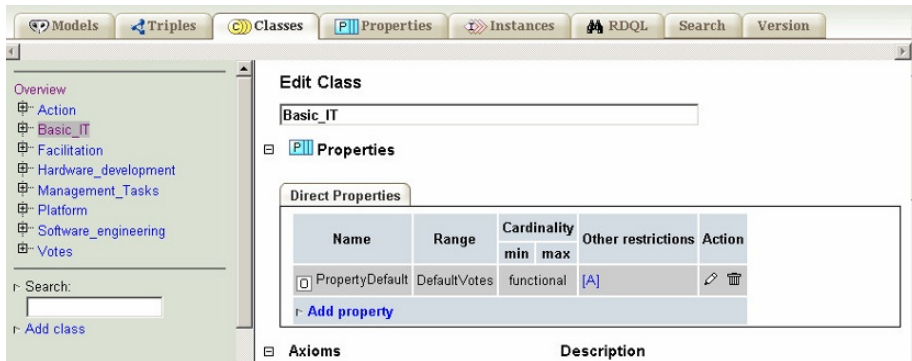 Models Triples Classes Properties Instances RDQL Search Version
Overview
Action
Basic_IT
Facilitation
Hardware_development
Management_Tasks
Platform
Software_engineering
Votes
Search:
Add class
Edit Class
Basic_IT
Properties
Direct Properties
Name Range Cardinality Other restrictions Action
min max
O PropertyDefault DefaultVotes functional [A]
Add property
Axioms Description